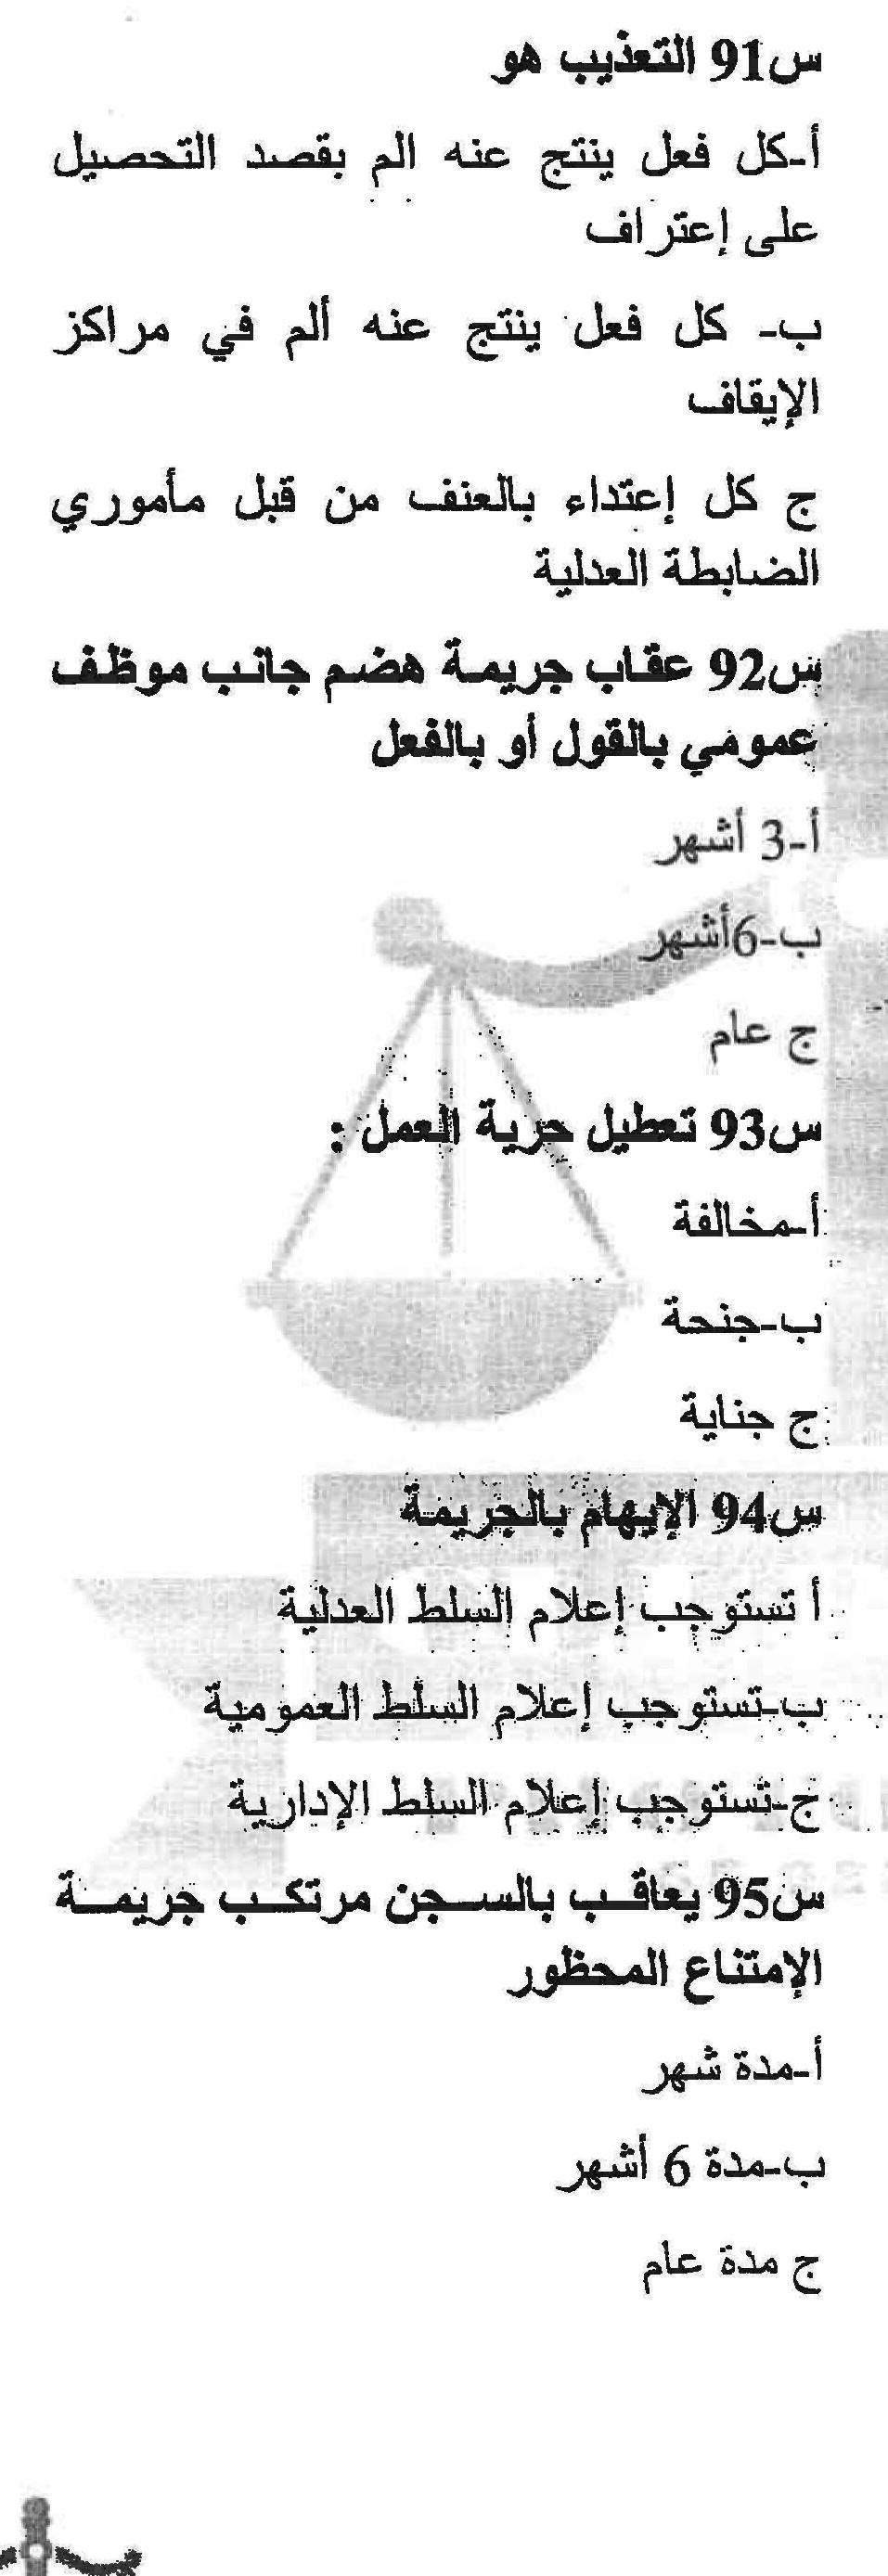 س91 التعذيب هو
أ-كل فعل ينتج عنه الم بقصد التحصيل
على إعتراف
ب- كل فعل ينتج عنه ألم في مراكز
الإيقاف
ج كل إعتداء بالعنف من قبل مأموري
الضابطة العدلية
س92 عقاب جريمة هضم جانب موظف
عمومي بالقول أو بالفعل
أ-3 أشهر
ب-6أشهر
ج عام
س93 تعطيل حرية العمل :
أ-مخالفة
ب-جنحة
ج جناية
س94 الإيهام بالجريمة
أ تستوجب إعلام السلط العدلية
ب-تستوجب إعلام السلط العمومية
ج-تستوجب إعلام السلط الإدارية
س95 يعاقب بالسجن مرتكب جريمة
الإمتناع المحظور
أ-مدة شهر
ب-مدة 6 أشهر
ج مدة عام